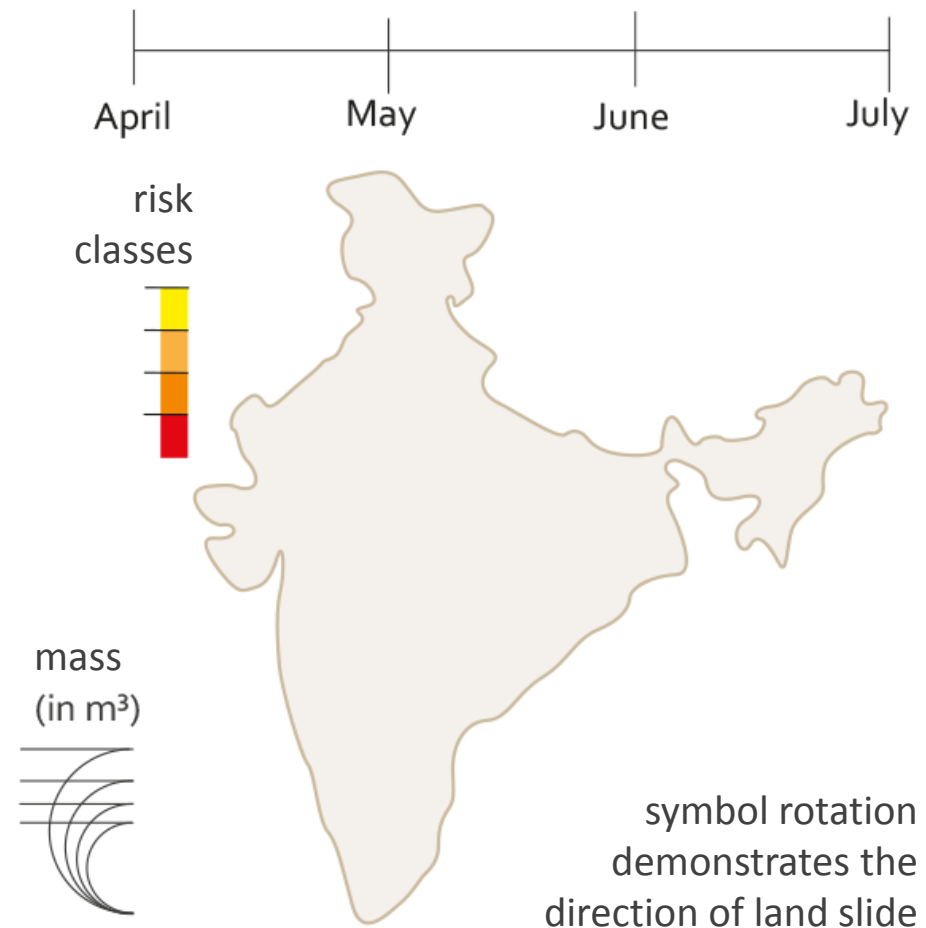 April May June July
risk
classes
mass
(in m³)
symbol rotation
demonstrates the
direction of land slide